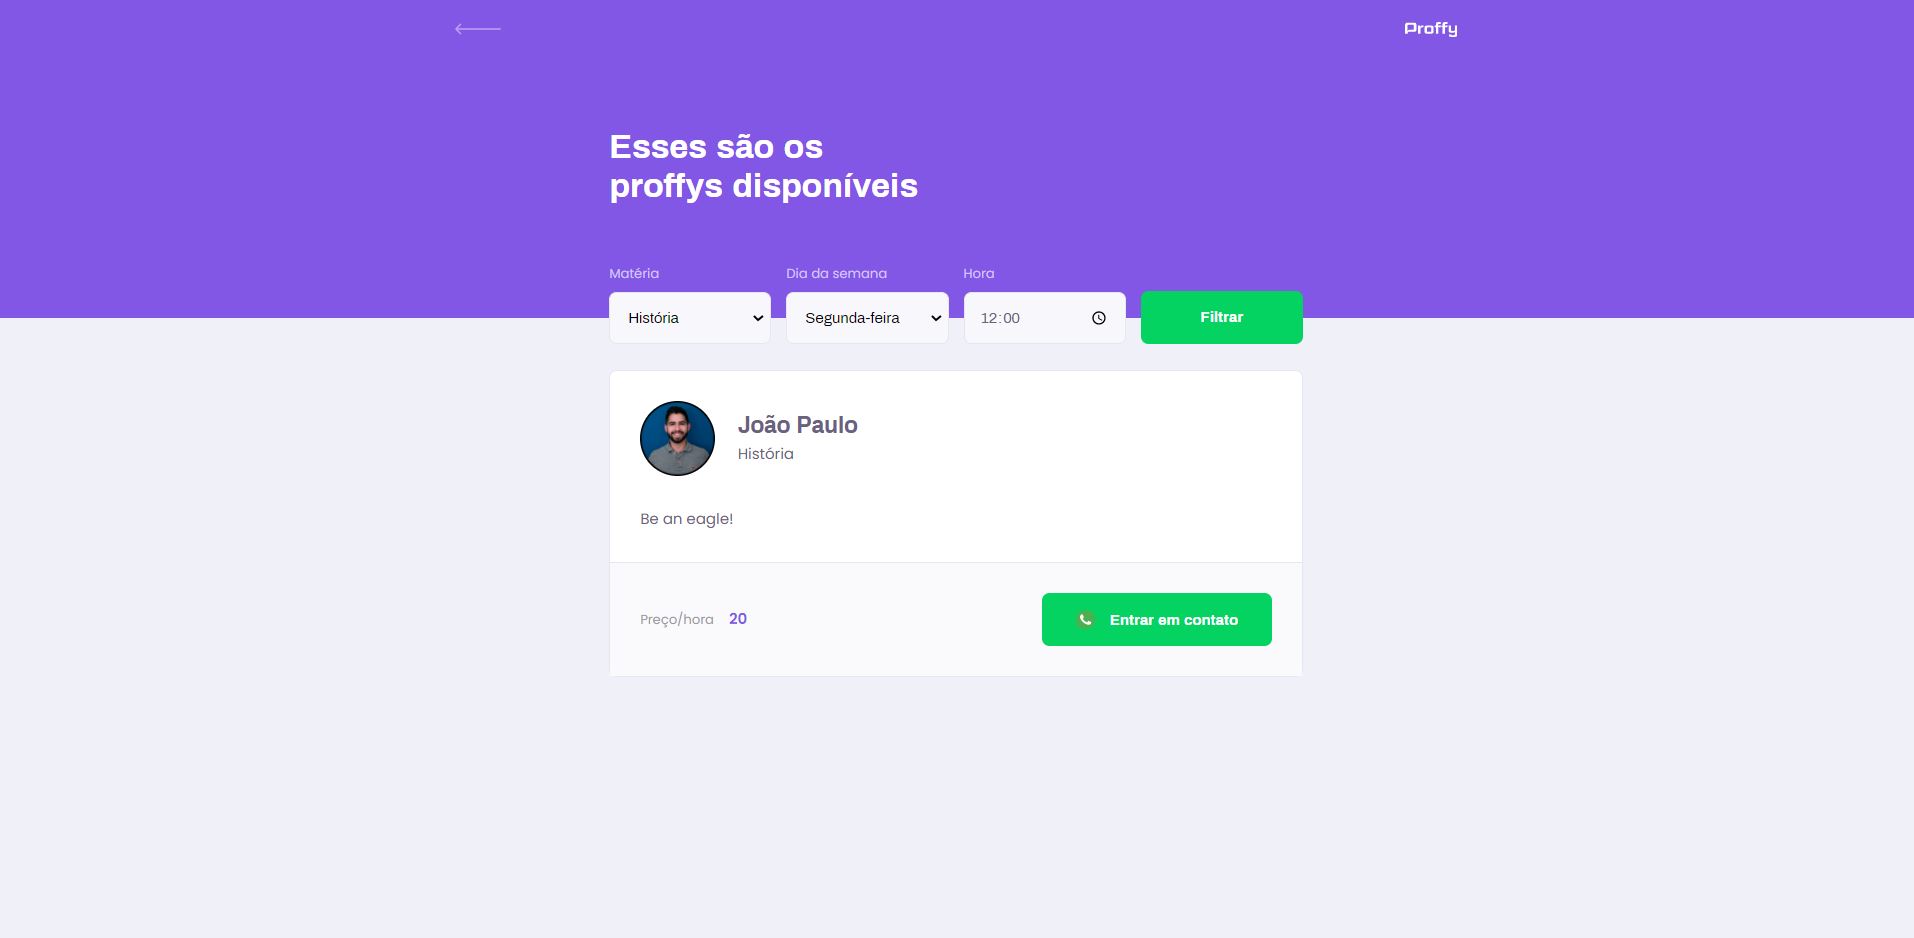 Proffy
Esses são os
proffys disponíveis
Matéria
Dia da semana
Hora
História
Segunda-feira
12:00
Filtrar
João Paulo
História
Be an eagle!
Preço/hora 20
Entrar em contato